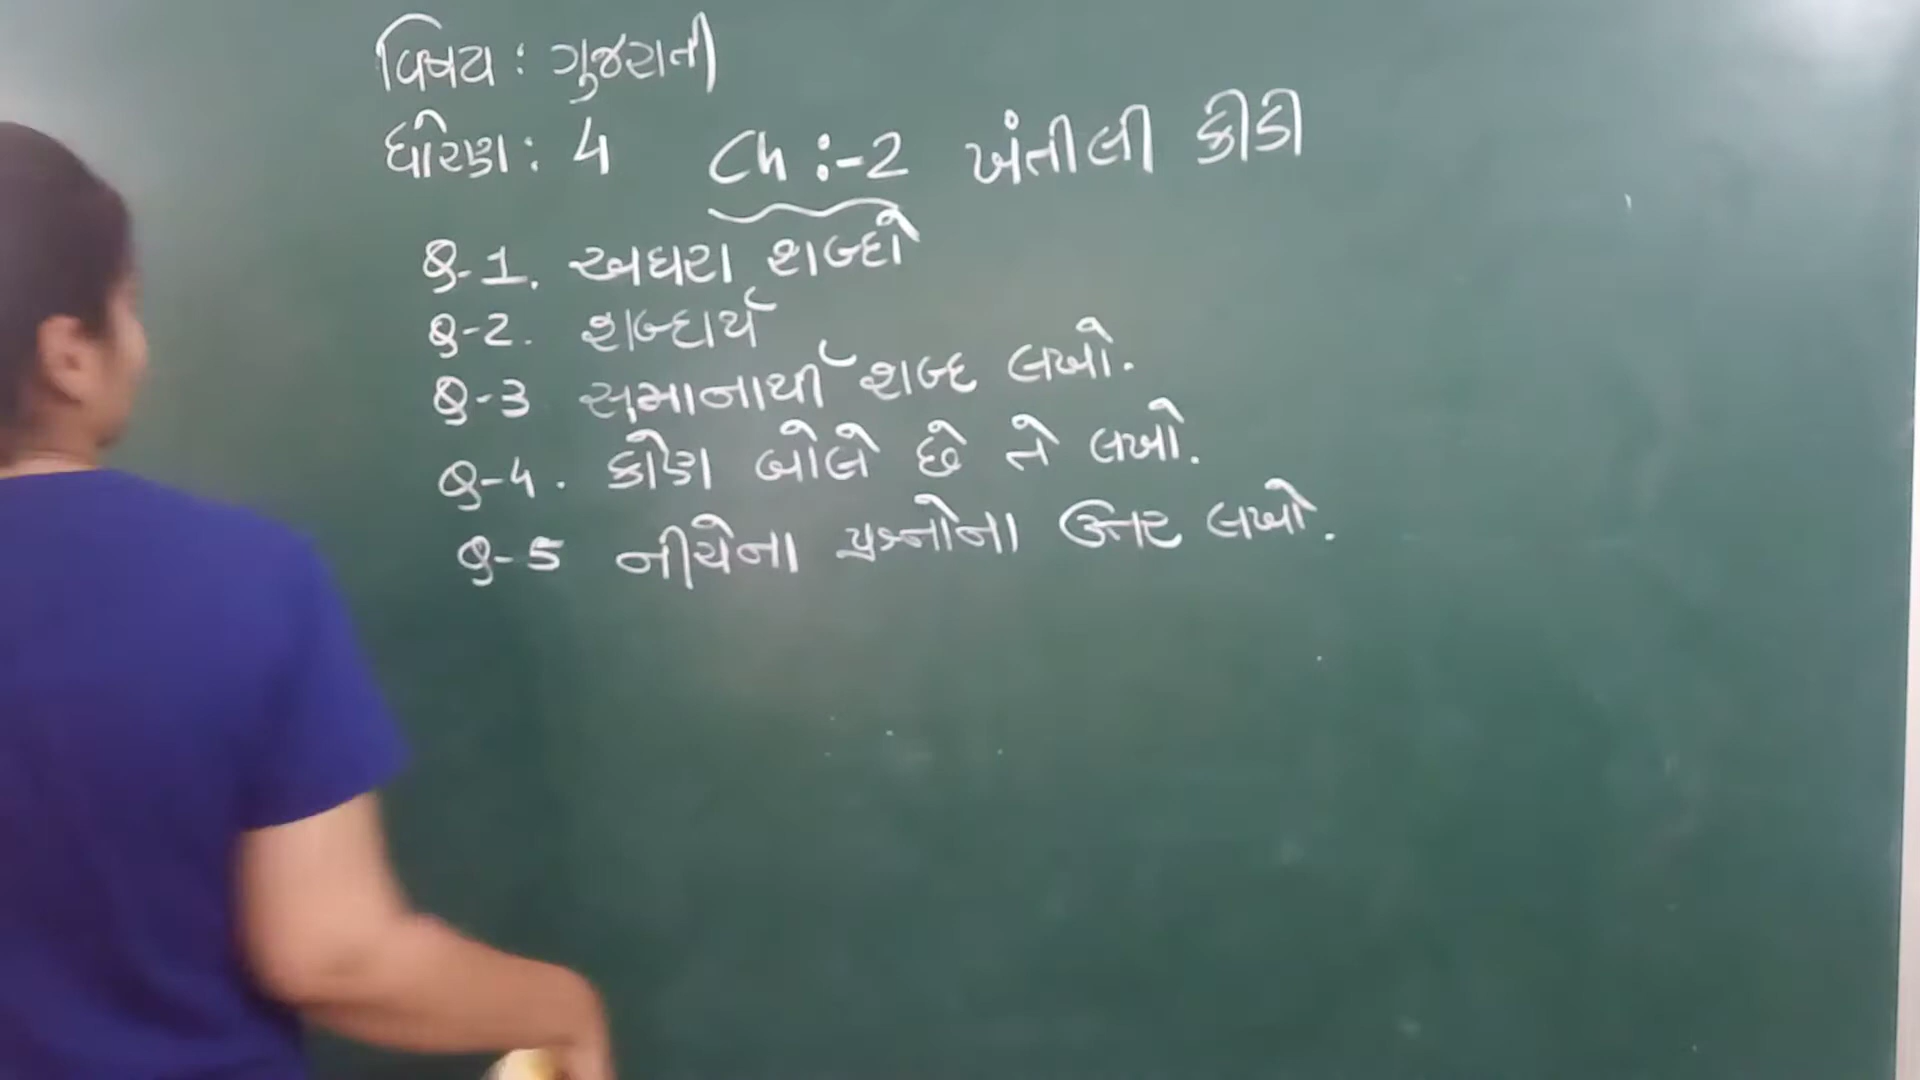 વિષય : ગુજરાતી
ધોરણ : 4 Ch :-2 ખંતીલી કીડી
Q-1. અઘરા શબ્દો
Q-2. શબ્દાર્થ
Q-3 સમાનાર્થી શબ્દ લખો.
Q-4. કોણ બોલે છે તે લખો.
Q-5 નીચેના પ્રશ્નોના ઉત્તર લખો.